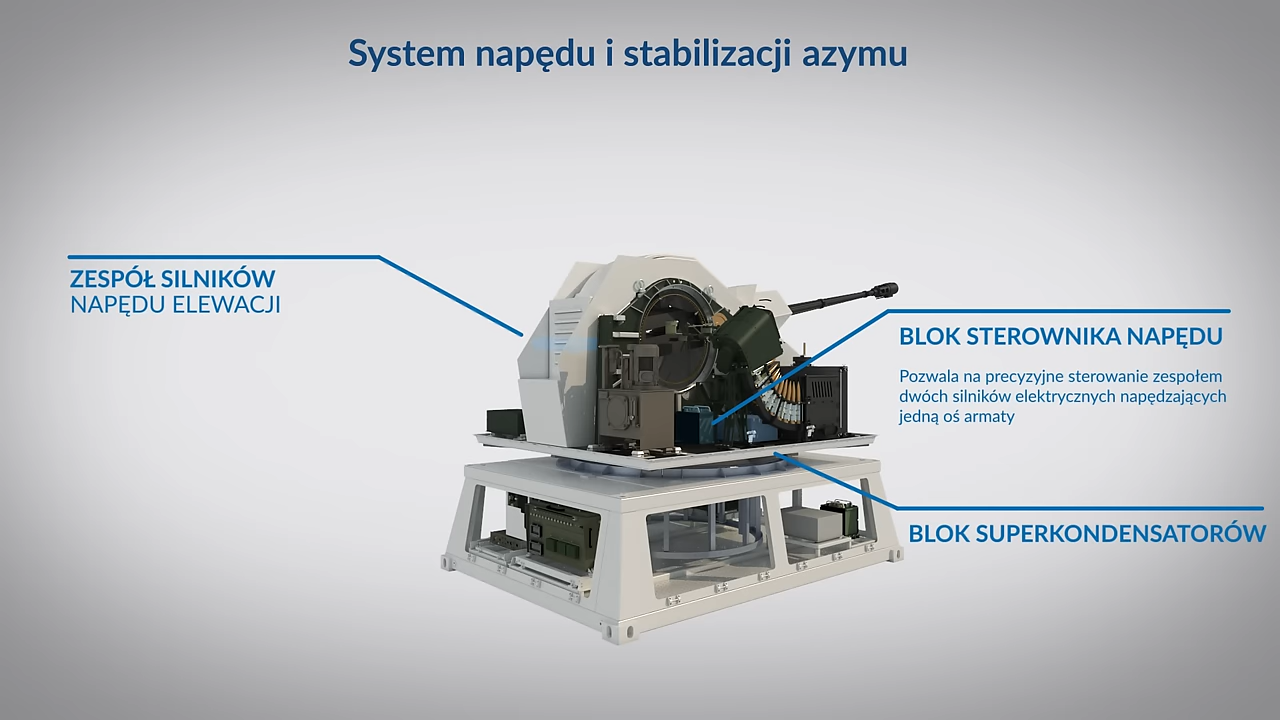 System napędu i stabilizacji azymu
ZESPÓŁ SILNIKÓW
NAPĘDU ELEWACJI
BLOK STEROWNIKA NAPĘDU
Pozwala na precyzyjne sterowanie zespołem
dwóch silników elektrycznych napędzających
jedną oś armaty
BLOK SUPERKONDENSATORÓW